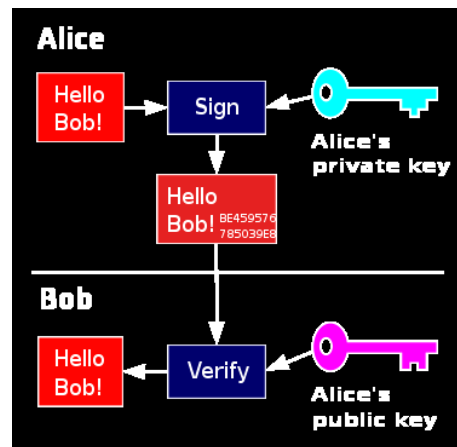 Alice
Hello
Bob!
Sign
Alice's
private key
Hello
Bob! BE459576
785039E8
Bob
Hello
Bob!
Verify
Alice's
public key